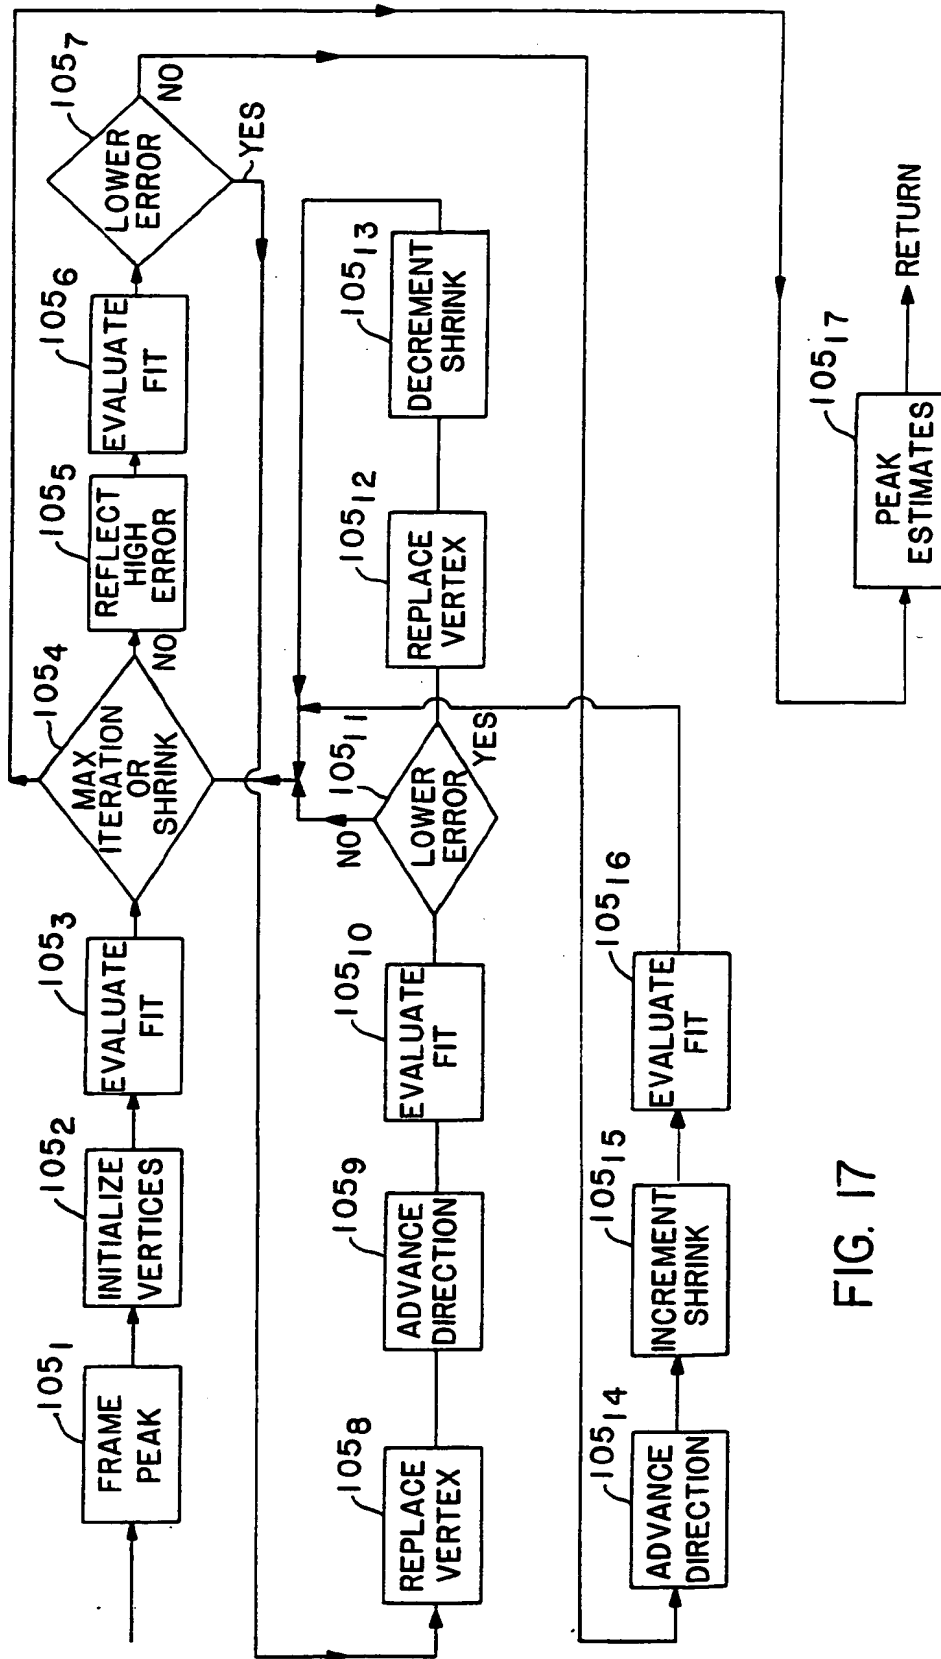 105₁
FRAME
PEAK
105₂
INITIALIZE
VERTICES
105₃
EVALUATE
FIT
105₄
MAX
ITERATION
OR
SHRINK
NO
105₅
REFLECT
HIGH
ERROR
105₆
EVALUATE
FIT
105₇
LOWER
ERROR
NO
YES
105₈
REPLACE
VERTEX
105₉
ADVANCE
DIRECTION
105₁₀
EVALUATE
FIT
105₁₁
LOWER
ERROR
NO
YES
105₁₂
REPLACE
VERTEX
105₁₃
DECREMENT
SHRINK
105₁₄
ADVANCE
DIRECTION
105₁₅
INCREMENT
SHRINK
105₁₆
EVALUATE
FIT
105₁₇
PEAK
ESTIMATES
RETURN
FIG. 17